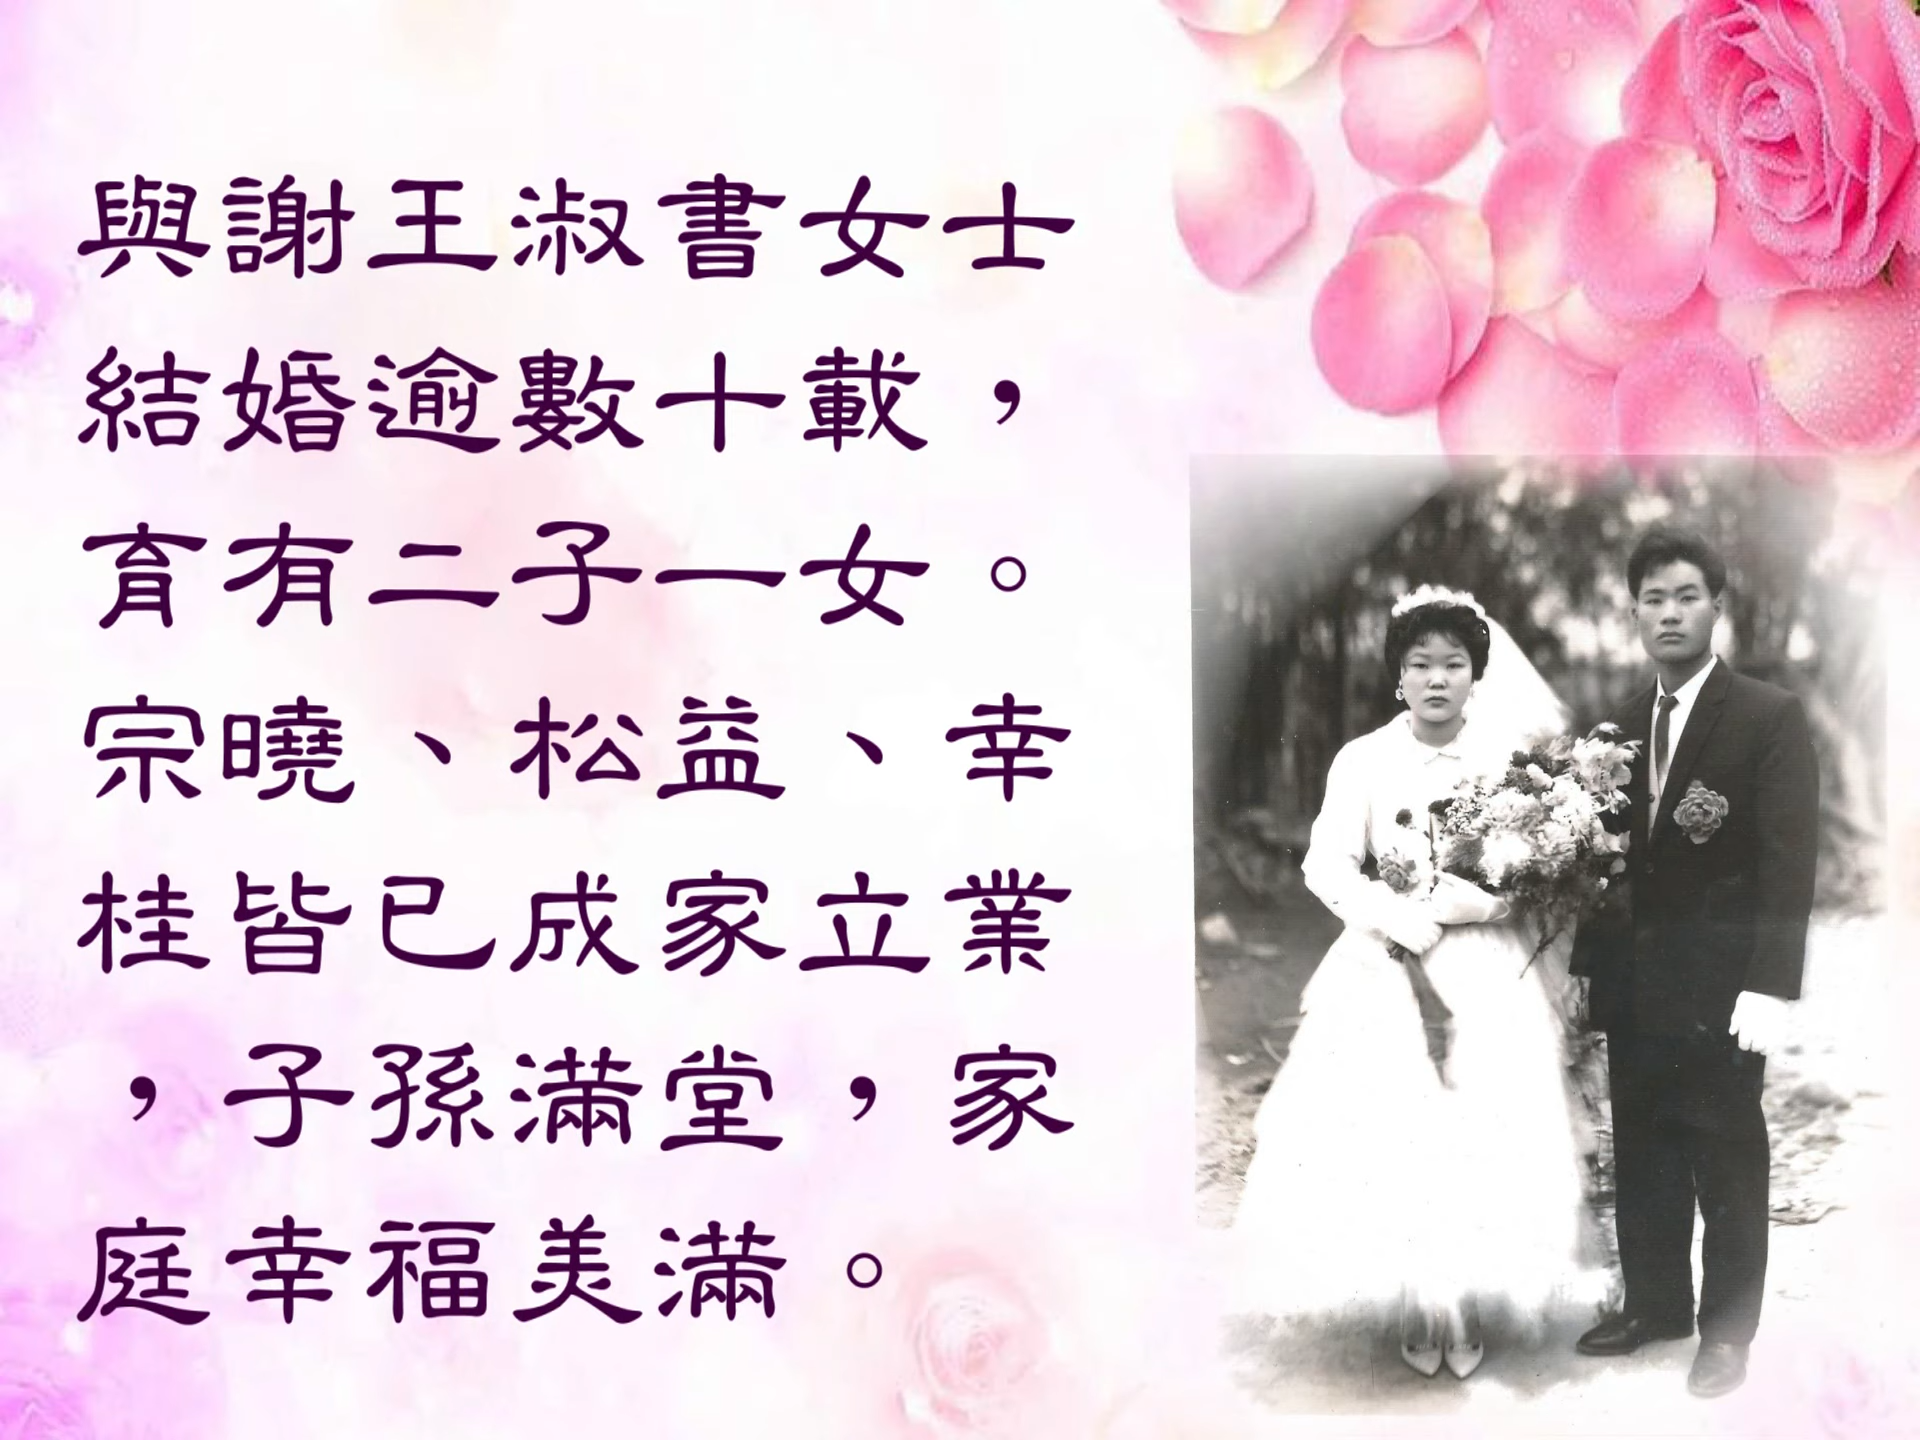 與謝王淑書女士
結婚逾數十載，
育有二子一女。
宗曉、松益、幸
桂皆已成家立業
，子孫滿堂，家
庭幸福美滿。